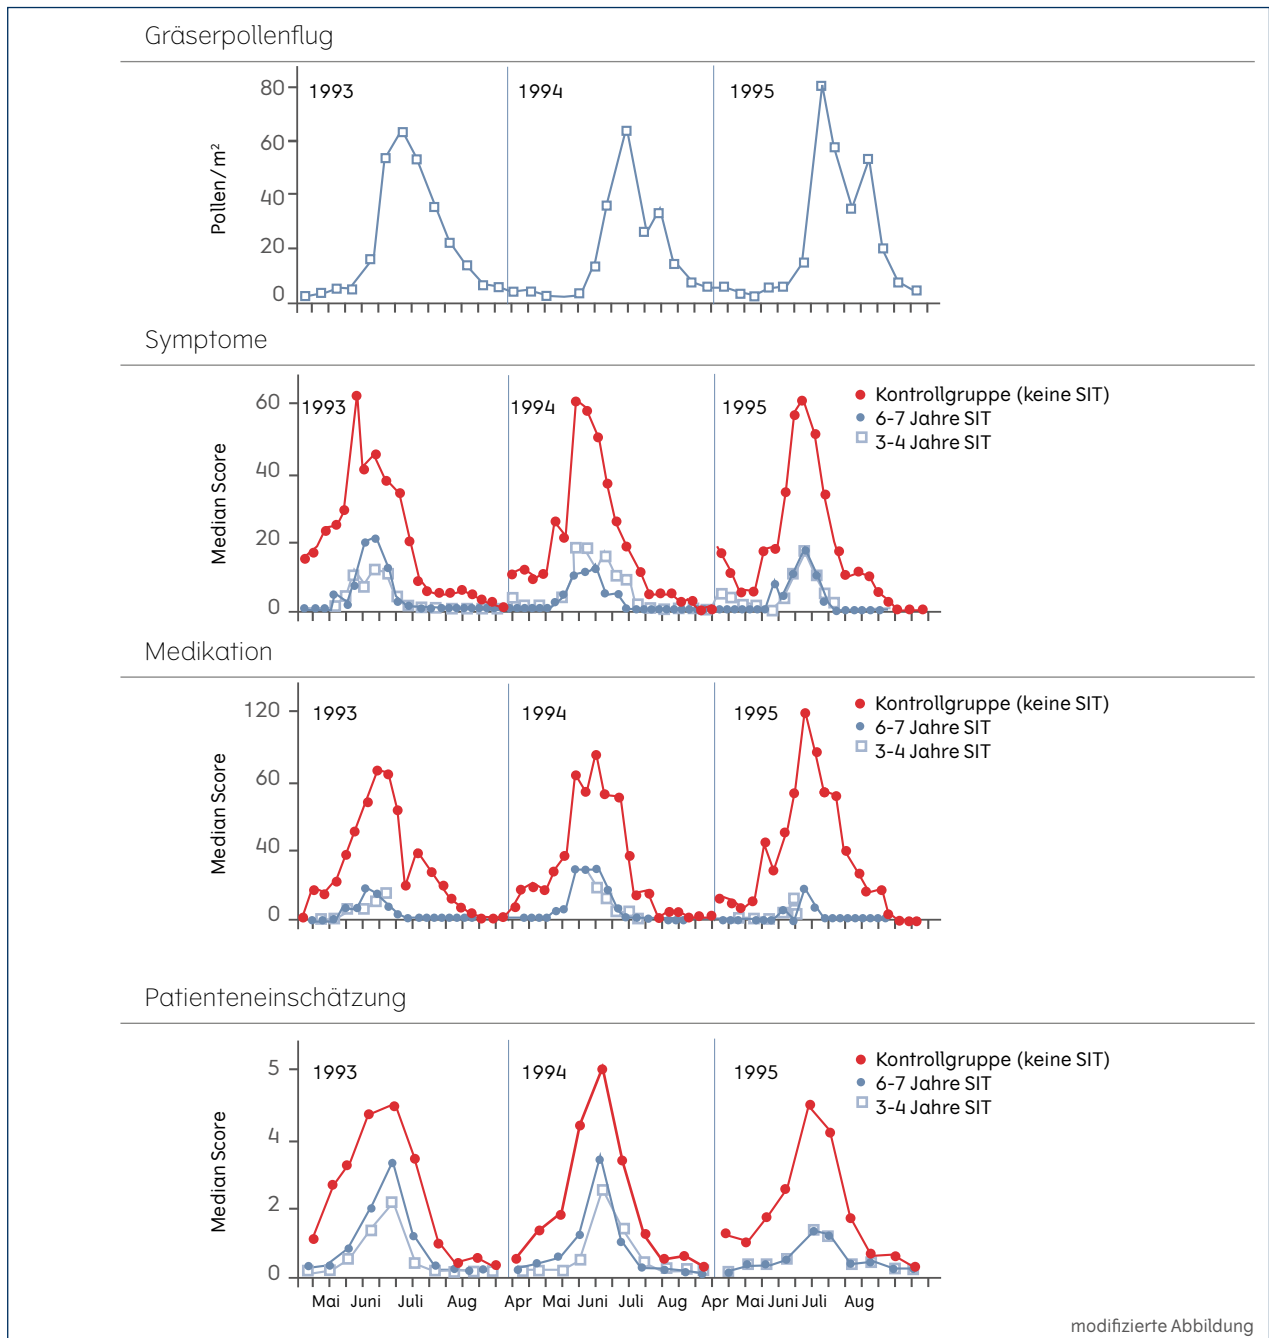 Gräserpollenflug
80
60
40
20
0
Pollen/m²
1993
1994
1995
Symptome
60
40
20
0
Median Score
1993
1994
1995
Kontrollgruppe (keine SIT)
6-7 Jahre SIT
3-4 Jahre SIT
Medikation
120
60
40
0
Median Score
1993
1994
1995
Kontrollgruppe (keine SIT)
6-7 Jahre SIT
3-4 Jahre SIT
Patienteneinschätzung
5
4
2
0
Median Score
1993
1994
1995
Kontrollgruppe (keine SIT)
6-7 Jahre SIT
3-4 Jahre SIT
Mai Juni Juli Aug Apr Mai Juni Juli Aug Apr Mai Juni Juli Aug
modifizierte Abbildung